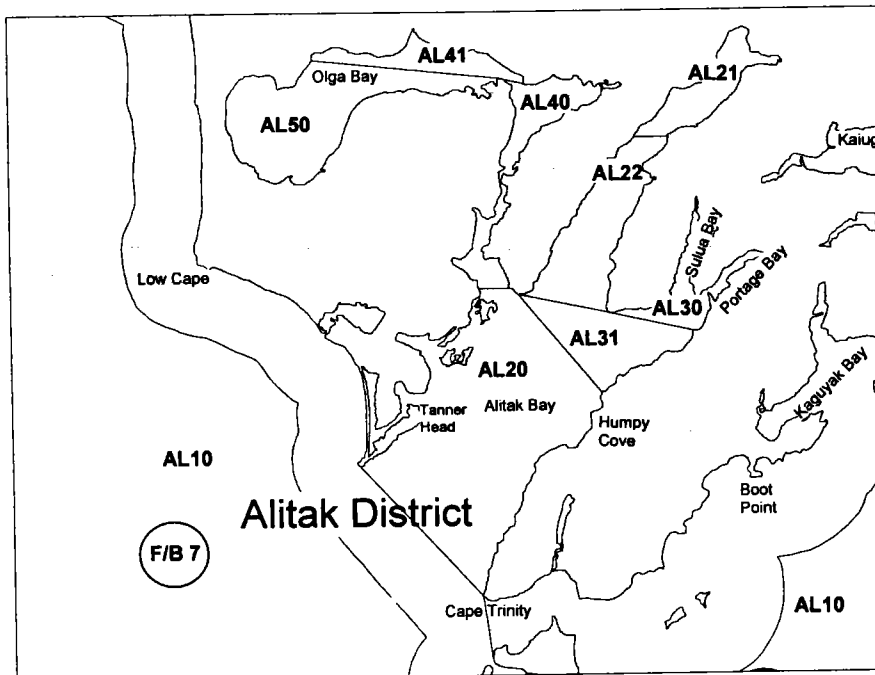 AL41
Olga Bay
AL21
AL50
AL40
Kaiug
AL22
Sulua Bay
Portage Bay
Low Cape
AL30
AL31
AL20
Kaguyak Bay
Tanner
Head
Alitak Bay
Humpy
Cove
AL10
Boot
Point
Alitak District
F/B 7
Cape Trinity
AL10